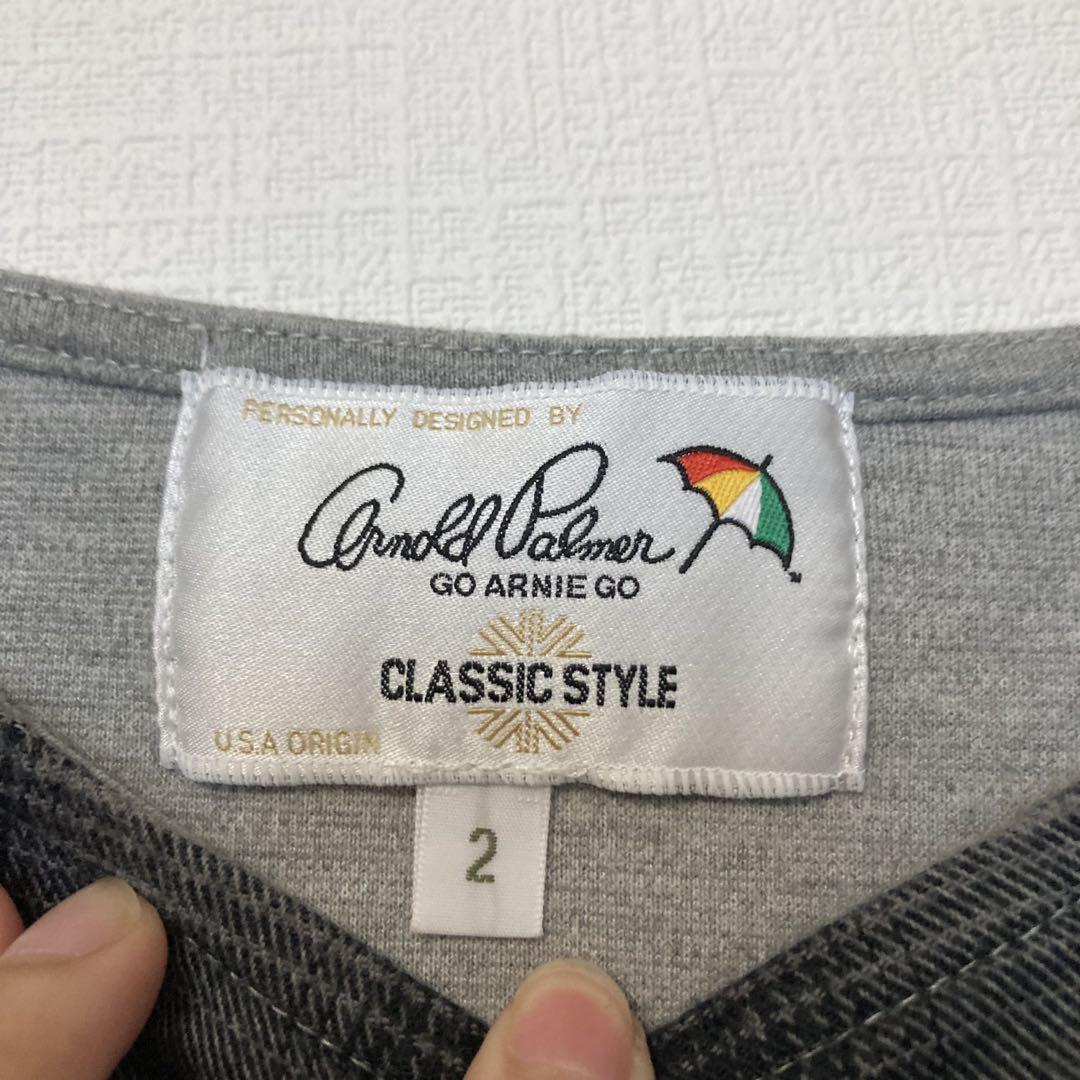 PERSONALLY DESIGNED BY
Arnold Palmer
GO ARNIE GO
CLASSIC STYLE
U.S.A ORIGIN
2